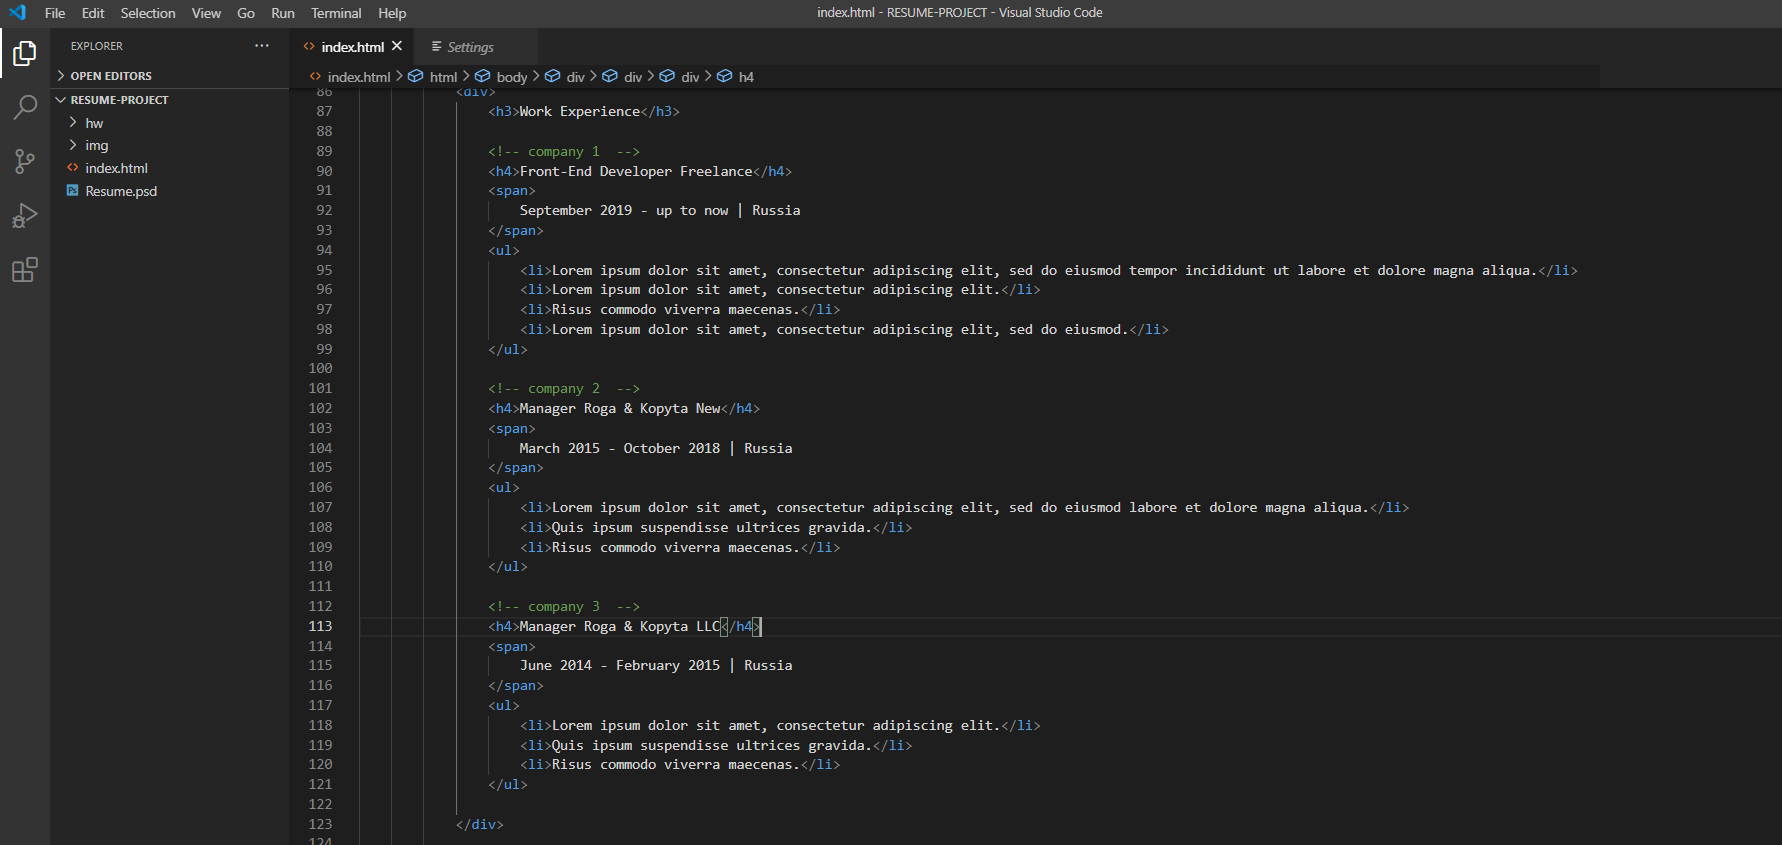 File Edit Selection View Go Run Terminal Help
index.html - RESUME-PROJECT - Visual Studio Code
EXPLORER ···
index.html Settings
OPEN EDITORS
index.html > html > body > div > div > div > h4
RESUME-PROJECT
hw
img
index.html
Resume.psd
86 <div>
87 <h3>Work Experience</h3>
88
89 <!-- company 1  -->
90 <h4>Front-End Developer Freelance</h4>
91 <span>
92 September 2019 - up to now | Russia
93 </span>
94 <ul>
95 <li>Lorem ipsum dolor sit amet, consectetur adipiscing elit, sed do eiusmod tempor incididunt ut labore et dolore magna aliqua.</li>
96 <li>Lorem ipsum dolor sit amet, consectetur adipiscing elit.</li>
97 <li>Risus commodo viverra maecenas.</li>
98 <li>Lorem ipsum dolor sit amet, consectetur adipiscing elit, sed do eiusmod.</li>
99 </ul>
100
101 <!-- company 2  -->
102 <h4>Manager Roga & Kopyta New</h4>
103 <span>
104 March 2015 - October 2018 | Russia
105 </span>
106 <ul>
107 <li>Lorem ipsum dolor sit amet, consectetur adipiscing elit, sed do eiusmod labore et dolore magna aliqua.</li>
108 <li>Quis ipsum suspendisse ultrices gravida.</li>
109 <li>Risus commodo viverra maecenas.</li>
110 </ul>
111
112 <!-- company 3  -->
113 <h4>Manager Roga & Kopyta LLC</h4>
114 <span>
115 June 2014 - February 2015 | Russia
116 </span>
117 <ul>
118 <li>Lorem ipsum dolor sit amet, consectetur adipiscing elit.</li>
119 <li>Quis ipsum suspendisse ultrices gravida.</li>
120 <li>Risus commodo viverra maecenas.</li>
121 </ul>
122
123 </div>
124